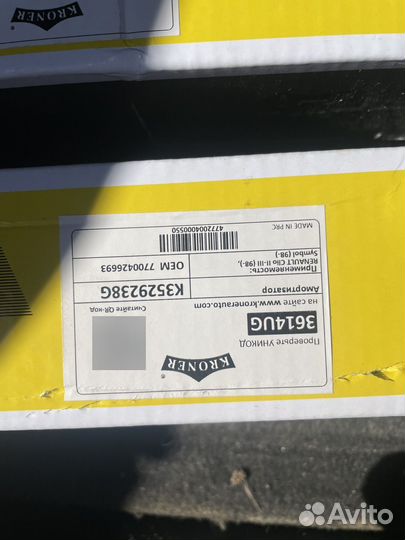 KRONER
KRONER
Проверьте УНИКОД
3614UG
на сайте www.kronerauto.com
Считайте QR-код
Амортизатор
K3529238G
Применяемость:
RENAULT Clio II-III (98-),
Symbol (98-)
OEM 7700426693
4772004000550
MADE IN PRC
Avito